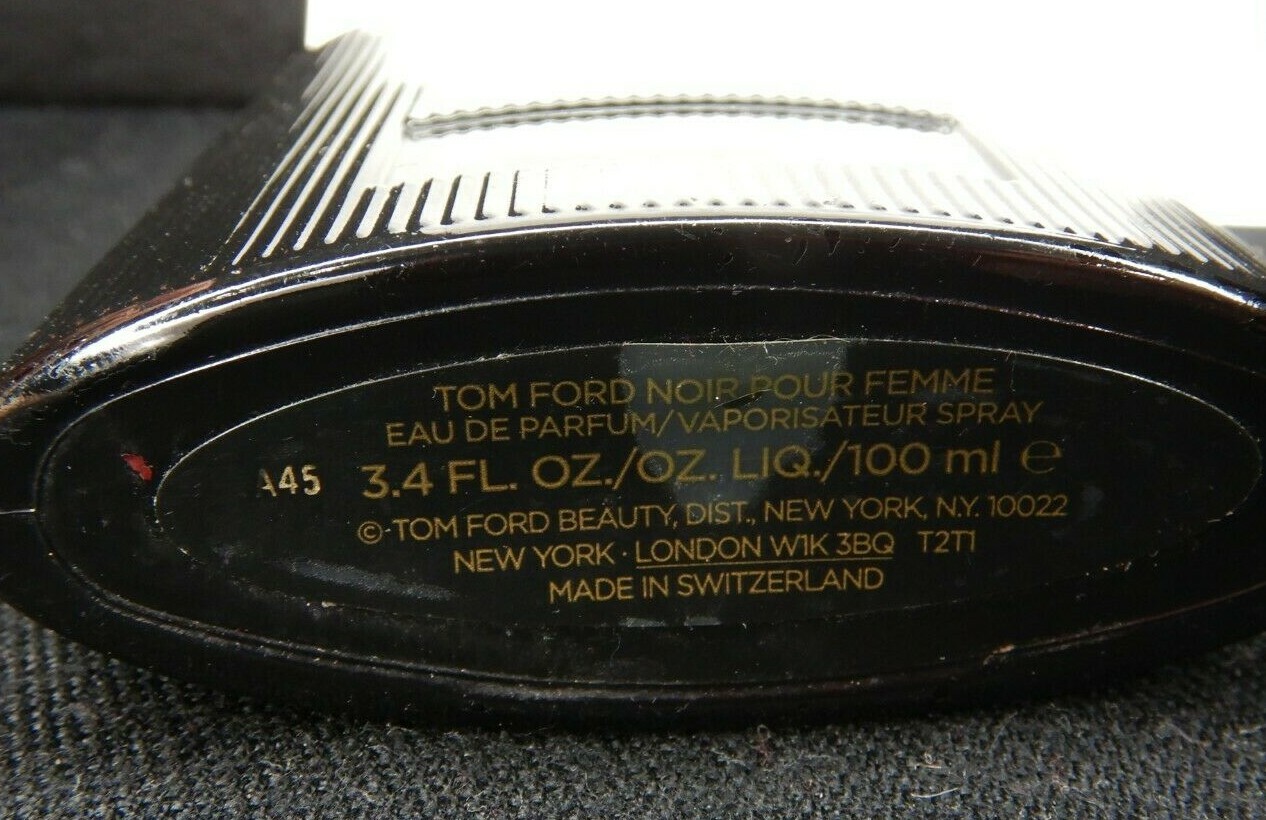 TOM FORD NOIR POUR FEMME
EAU DE PARFUM/VAPORISATEUR SPRAY
A45 3.4 FL. OZ./OZ. LIQ./100 ml ℮
© TOM FORD BEAUTY, DIST., NEW YORK, N.Y. 10022
NEW YORK · LONDON W1K 3BQ T2T1
MADE IN SWITZERLAND